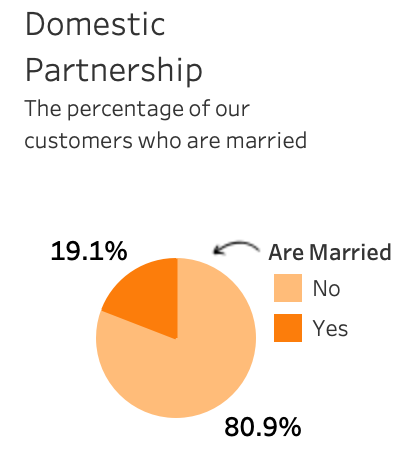 Domestic
Partnership
The percentage of our
customers who are married
19.1%
Are Married
No
Yes
80.9%